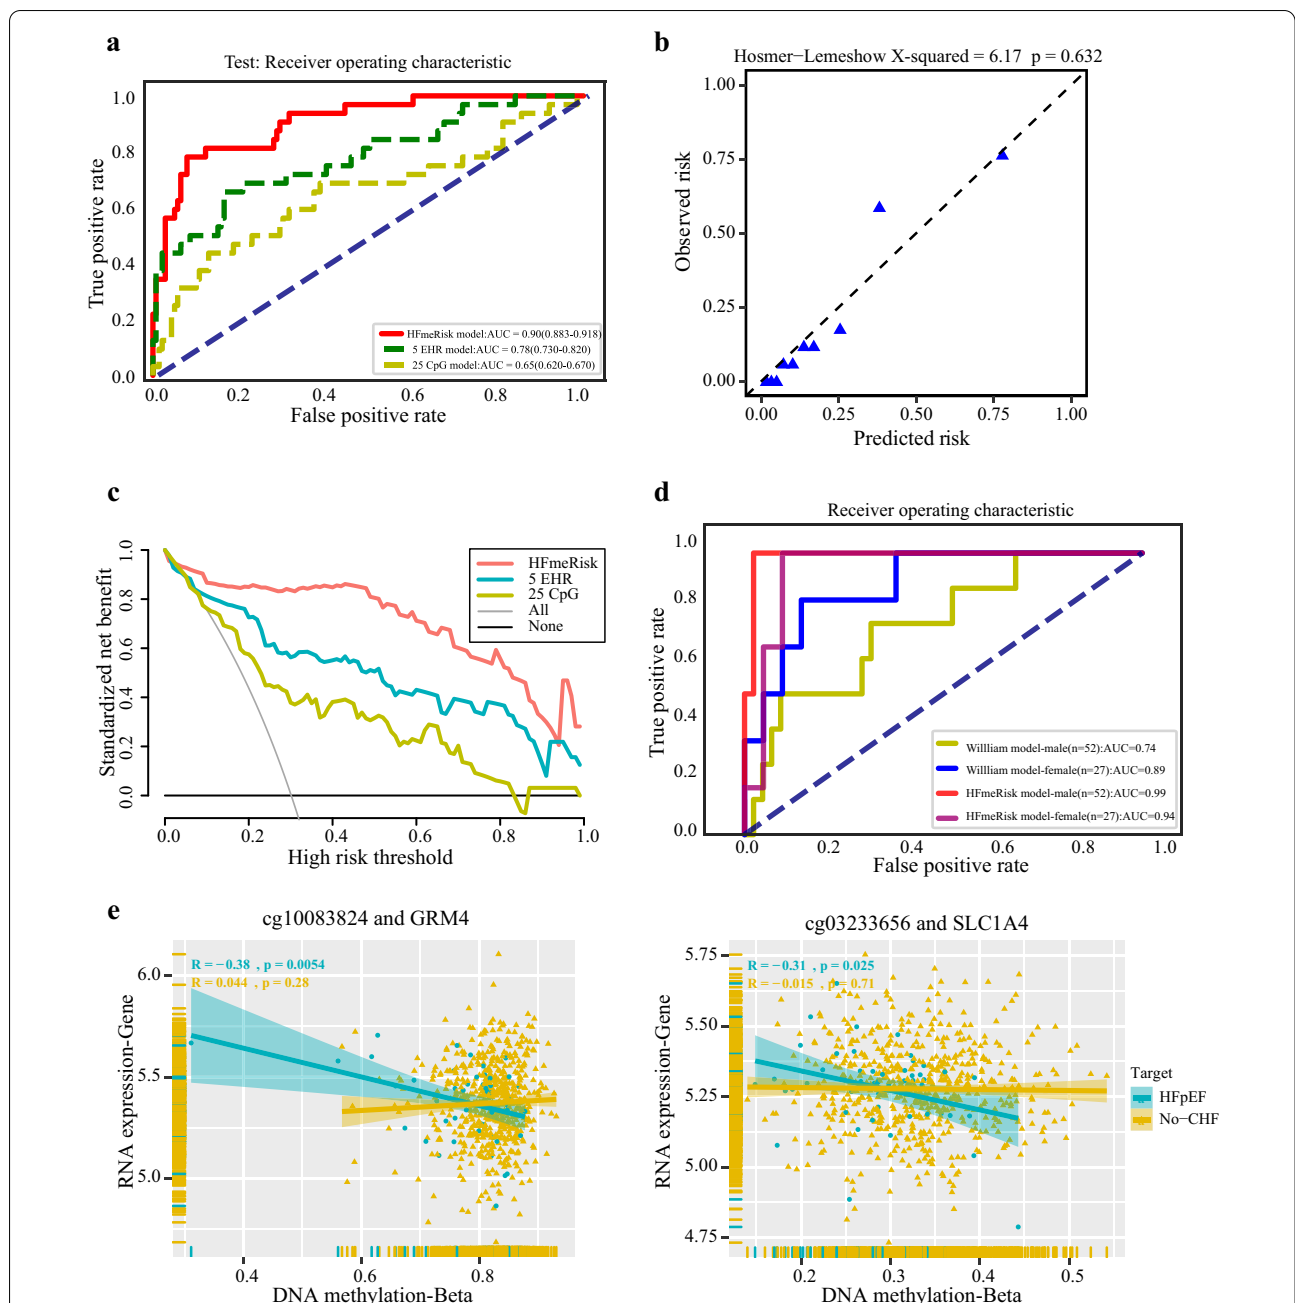 a
Test: Receiver operating characteristic
True positive rate
1.0
0.8
0.6
0.4
0.2
0.0
HFmeRisk model:AUC = 0.90(0.883-0.918)
5 EHR model:AUC = 0.78(0.730-0.820)
25 CpG model:AUC = 0.65(0.620-0.670)
0.0 0.2 0.4 0.6 0.8 1.0
False positive rate
b
Hosmer−Lemeshow X-squared = 6.17 p = 0.632
Observed risk
1.00
0.75
0.50
0.25
0.00
0.00 0.25 0.50 0.75 1.00
Predicted risk
c
Standardized net benefit
1.0
0.8
0.6
0.4
0.2
0.0
HFmeRisk
5 EHR
25 CpG
All
None
0.0 0.2 0.4 0.6 0.8 1.0
High risk threshold
d
Receiver operating characteristic
True positive rate
1.0
0.8
0.6
0.4
0.2
0.0
Willliam model-male(n=52):AUC=0.74
Willliam model-female(n=27):AUC=0.89
HFmeRisk model-male(n=52):AUC=0.99
HFmeRisk model-female(n=27):AUC=0.94
0.0 0.2 0.4 0.6 0.8 1.0
False positive rate
e
cg10083824 and GRM4
RNA expression-Gene
R = −0.38 , p = 0.0054
R = 0.044 , p = 0.28
6.0
5.5
5.0
0.4 0.6 0.8
DNA methylation-Beta
cg03233656 and SLC1A4
RNA expression-Gene
R = −0.31 , p = 0.025
R = −0.015 , p = 0.71
5.75
5.50
5.25
5.00
4.75
0.2 0.3 0.4 0.5
DNA methylation-Beta
Target
HFpEF
No−CHF